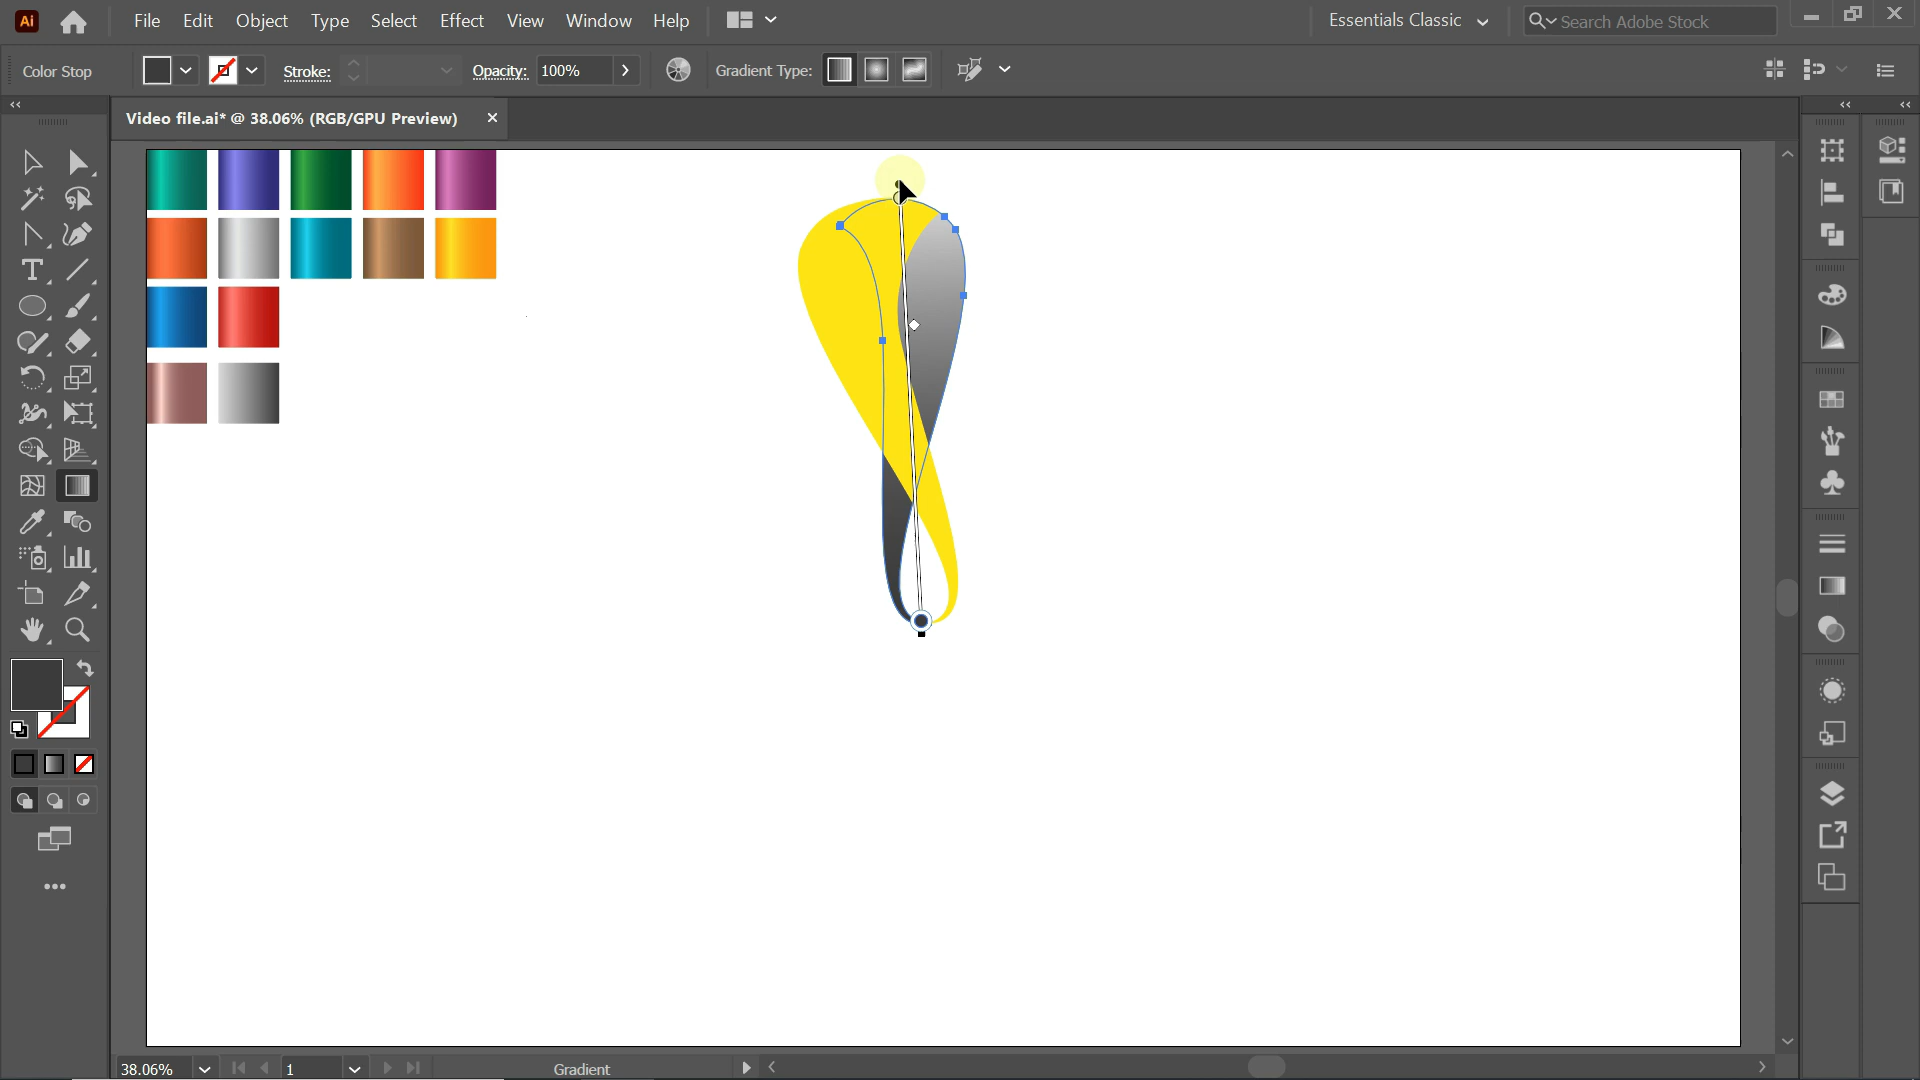 Ai File Edit Object Type Select Effect View Window Help Essentials Classic Search Adobe Stock
Color Stop Stroke: Opacity: 100% Gradient Type:
Video file.ai* @ 38.06% (RGB/GPU Preview)
38.06% 1 Gradient